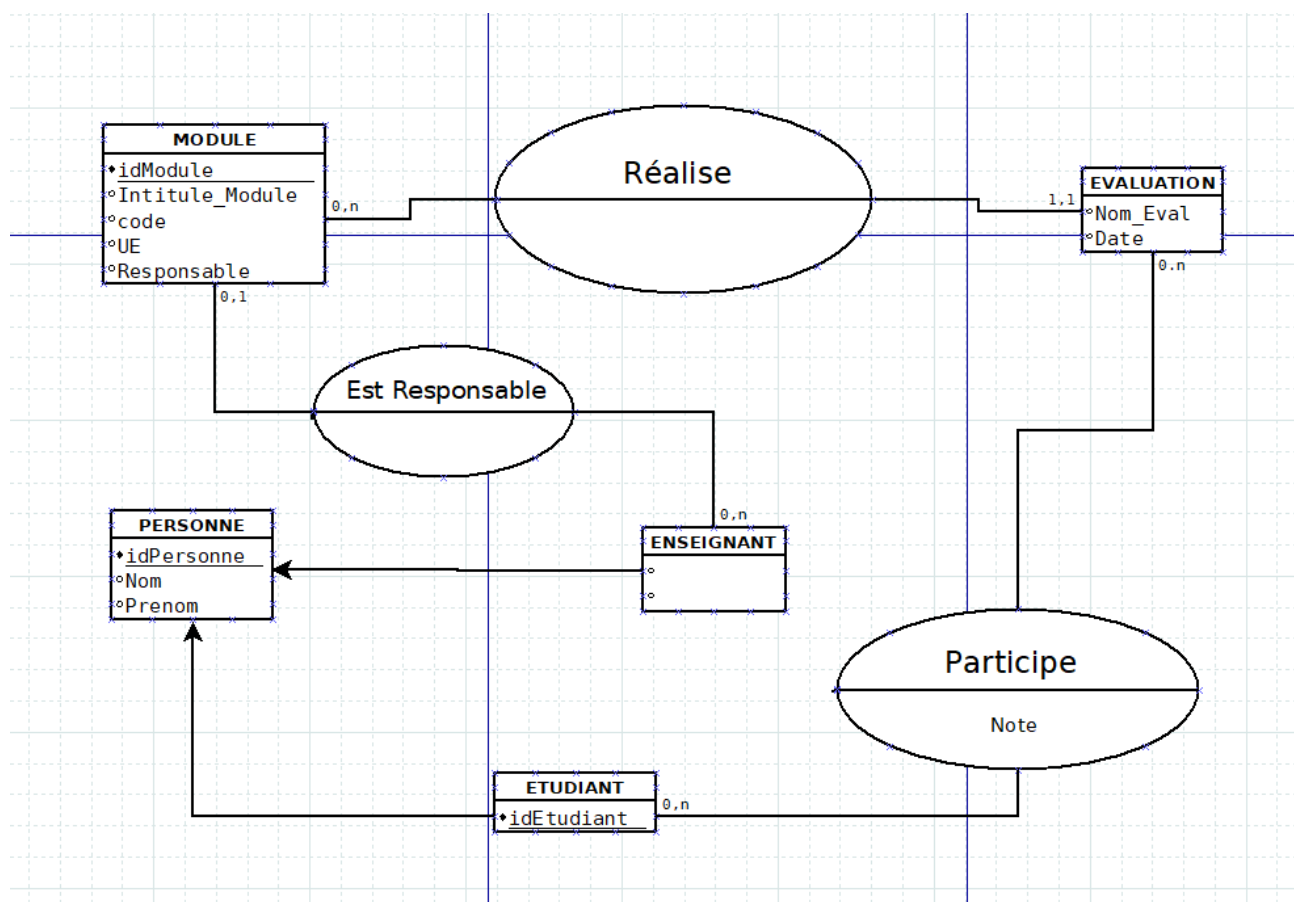 MODULE
idModule
Intitule_Module
code
UE
Responsable
0,n
0,1
Réalise
1,1
EVALUATION
Nom_Eval
Date
0.n
Est Responsable
PERSONNE
idPersonne
Nom
Prenom
0,n
ENSEIGNANT
Participe
Note
ETUDIANT
idEtudiant
0,n